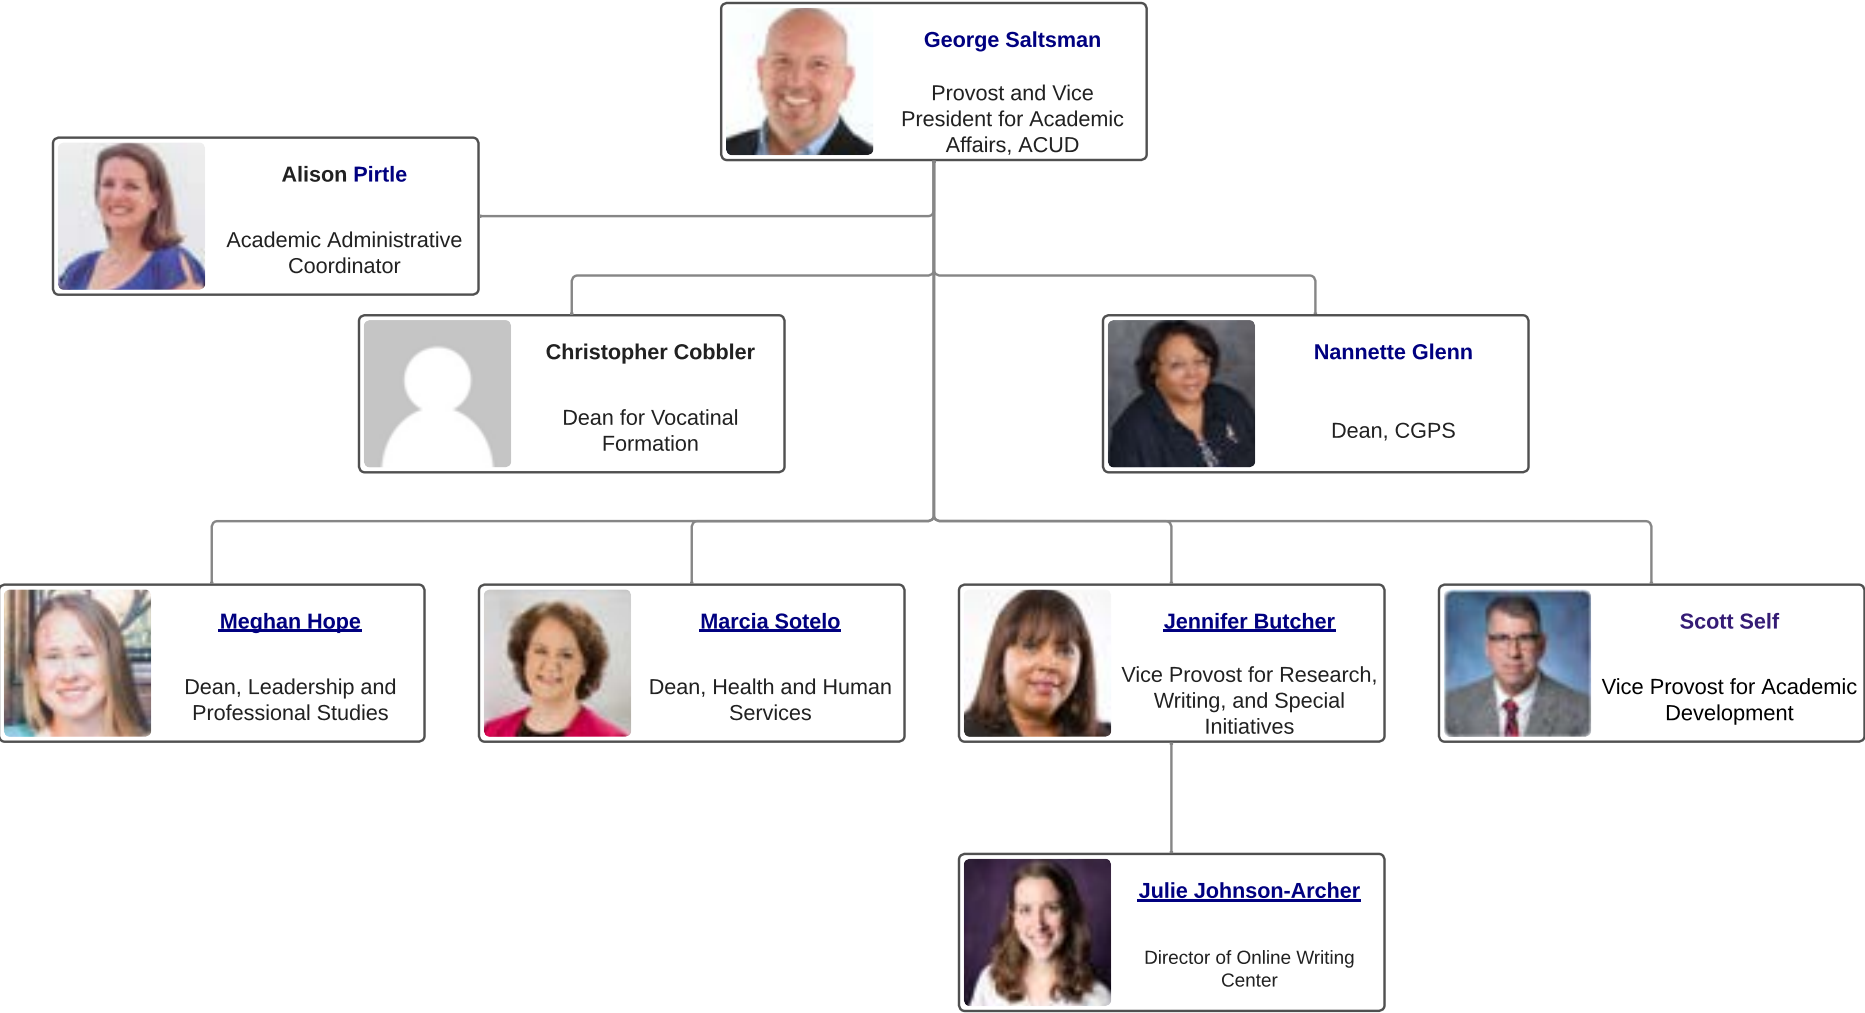 George Saltsman
Provost and Vice
President for Academic
Affairs, ACUD
Alison Pirtle
Academic Administrative
Coordinator
Christopher Cobbler
Dean for Vocatinal
Formation
Nannette Glenn
Dean, CGPS
Meghan Hope
Dean, Leadership and
Professional Studies
Marcia Sotelo
Dean, Health and Human
Services
Jennifer Butcher
Vice Provost for Research,
Writing, and Special
Initiatives
Scott Self
Vice Provost for Academic
Development
Julie Johnson-Archer
Director of Online Writing
Center